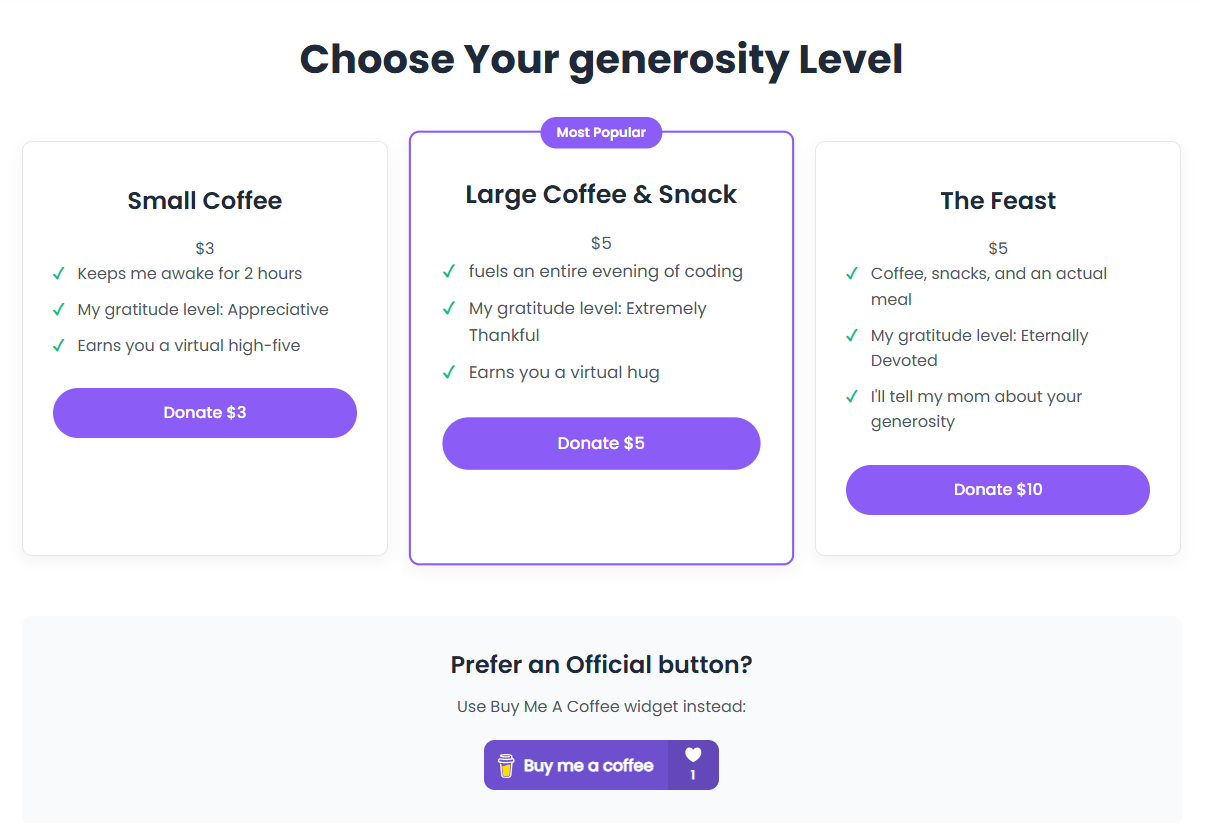 Choose Your generosity Level
Small Coffee
$3
Keeps me awake for 2 hours
My gratitude level: Appreciative
Earns you a virtual high-five
Donate $3
Most Popular
Large Coffee & Snack
$5
fuels an entire evening of coding
My gratitude level: Extremely
Thankful
Earns you a virtual hug
Donate $5
The Feast
$5
Coffee, snacks, and an actual
meal
My gratitude level: Eternally
Devoted
I'll tell my mom about your
generosity
Donate $10
Prefer an Official button?
Use Buy Me A Coffee widget instead:
Buy me a coffee
1